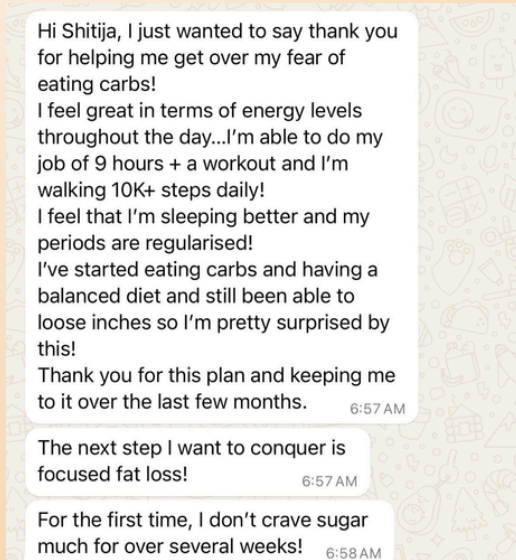 Hi Shitija, I just wanted to say thank you
for helping me get over my fear of
eating carbs!
I feel great in terms of energy levels
throughout the day...I'm able to do my
job of 9 hours + a workout and I'm
walking 10K+ steps daily!
I feel that I'm sleeping better and my
periods are regularised!
I've started eating carbs and having a
balanced diet and still been able to
loose inches so I'm pretty surprised by
this!
Thank you for this plan and keeping me
to it over the last few months.
6:57 AM
The next step I want to conquer is
focused fat loss!
6:57 AM
For the first time, I don't crave sugar
much for over several weeks!
6:58 AM